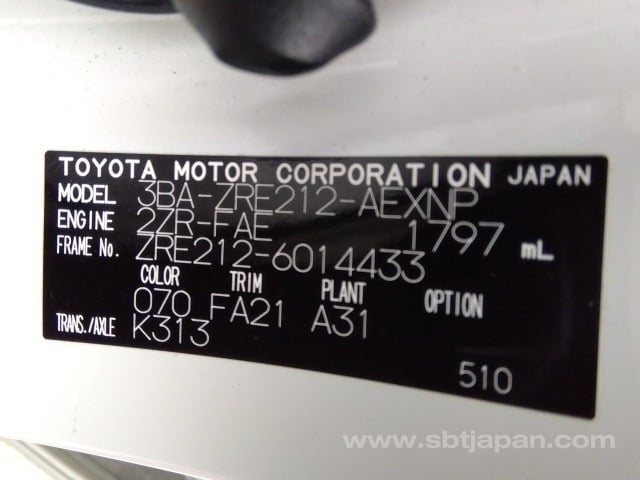 TOYOTA MOTOR CORPORATION JAPAN
MODEL 3BA-ZRE212-AEXNP
ENGINE 2ZR-FAE 1797 mL
FRAME No. ZRE212-6014433
COLOR TRIM PLANT OPTION
070 FA21 A31
TRANS./AXLE K313
510
www.sbtjapan.com